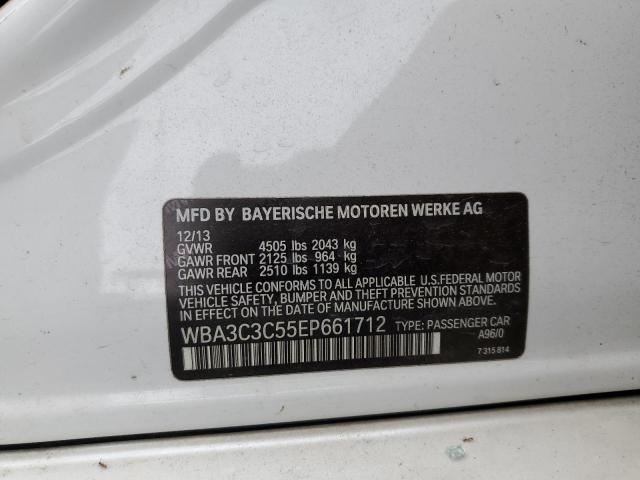 MFD BY BAYERISCHE MOTOREN WERKE AG
12/13
GVWR 4505 lbs 2043 kg
GAWR FRONT 2125 lbs 964 kg
GAWR REAR 2510 lbs 1139 kg
THIS VEHICLE CONFORMS TO ALL APPLICABLE U.S.FEDERAL MOTOR
VEHICLE SAFETY, BUMPER AND THEFT PREVENTION STANDARDS
IN EFFECT ON THE DATE OF MANUFACTURE SHOWN ABOVE.
WBA3C3C55EP661712 TYPE: PASSENGER CAR
A96/0
7 315 814